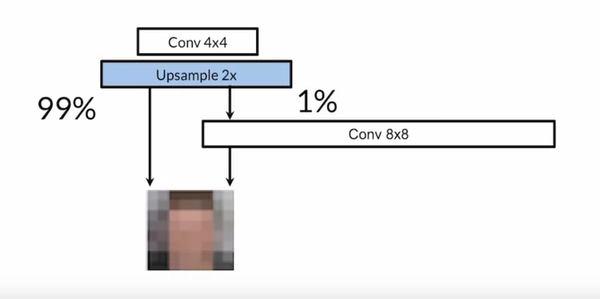 Conv 4x4
Upsample 2x
99%
1%
Conv 8x8